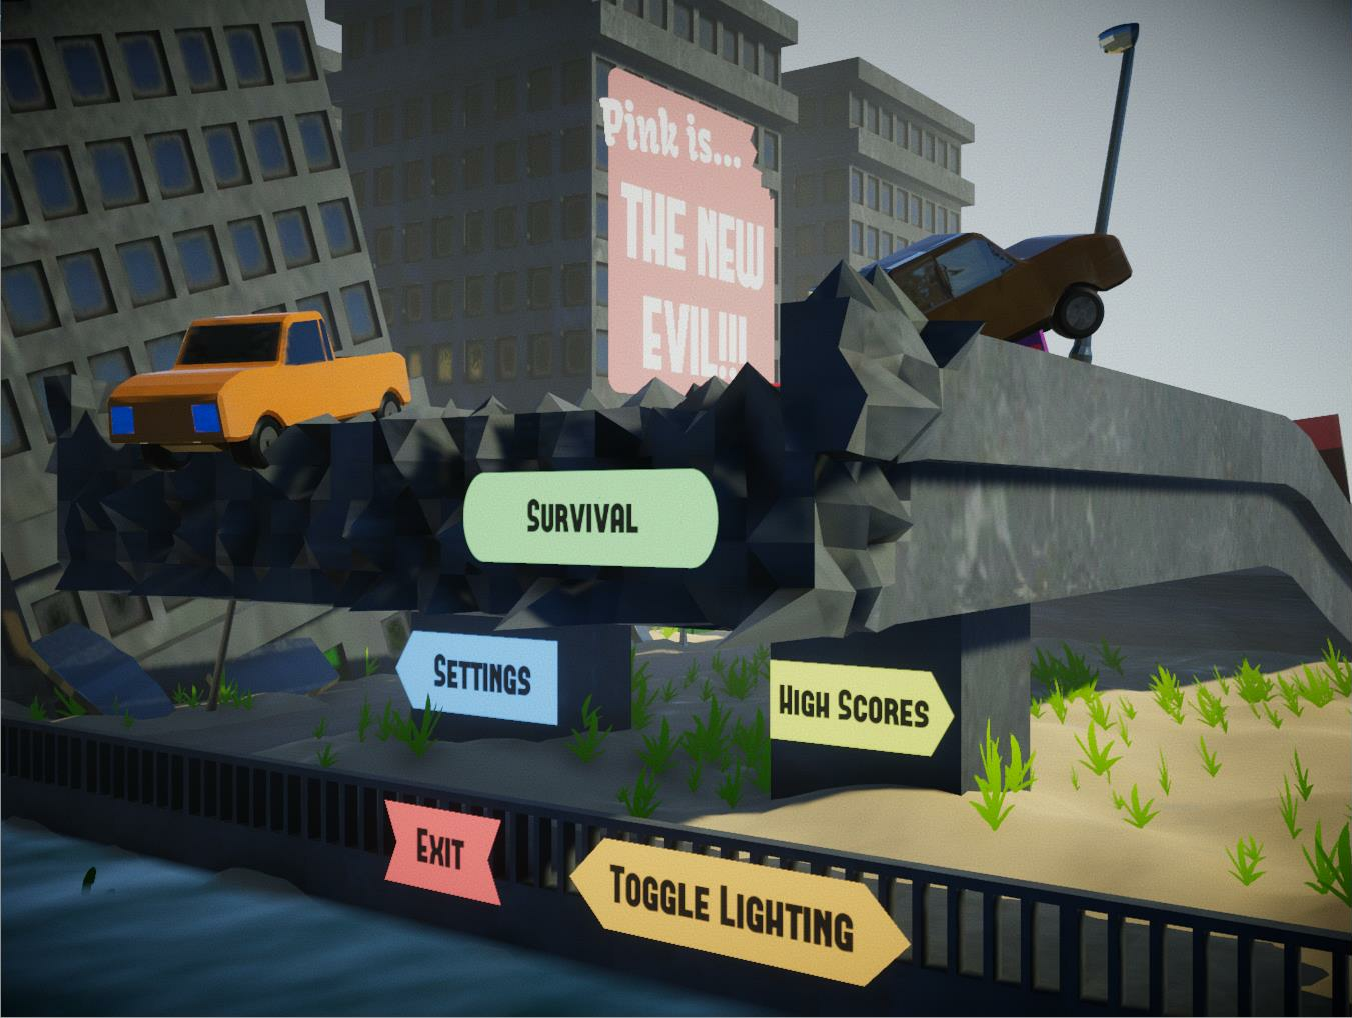 Pink is...
THE NEW
EVIL!!!
SURVIVAL
SETTINGS
HIGH SCORES
EXIT
TOGGLE LIGHTING